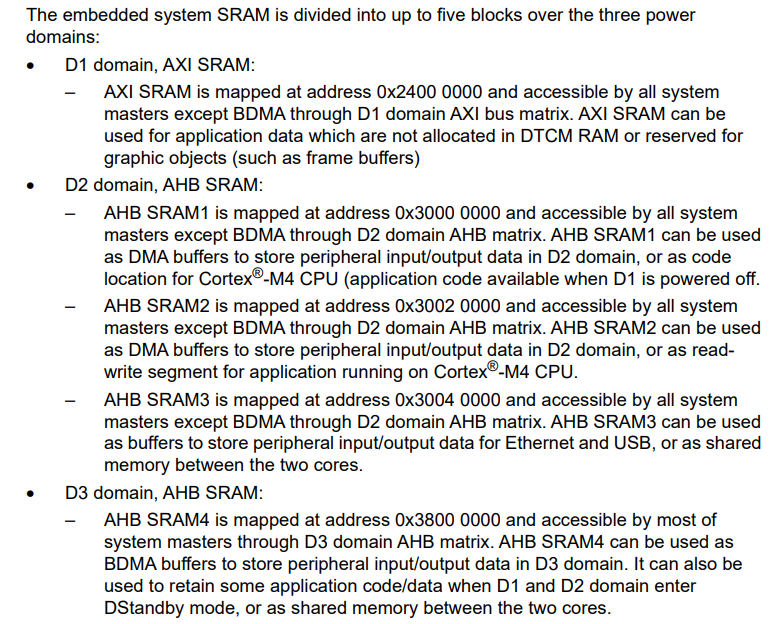 The embedded system SRAM is divided into up to five blocks over the three power
domains:
• D1 domain, AXI SRAM:
– AXI SRAM is mapped at address 0x2400 0000 and accessible by all system
masters except BDMA through D1 domain AXI bus matrix. AXI SRAM can be
used for application data which are not allocated in DTCM RAM or reserved for
graphic objects (such as frame buffers)
• D2 domain, AHB SRAM:
– AHB SRAM1 is mapped at address 0x3000 0000 and accessible by all system
masters except BDMA through D2 domain AHB matrix. AHB SRAM1 can be used
as DMA buffers to store peripheral input/output data in D2 domain, or as code
location for Cortex®-M4 CPU (application code available when D1 is powered off.
– AHB SRAM2 is mapped at address 0x3002 0000 and accessible by all system
masters except BDMA through D2 domain AHB matrix. AHB SRAM2 can be used
as DMA buffers to store peripheral input/output data in D2 domain, or as read-
write segment for application running on Cortex®-M4 CPU.
– AHB SRAM3 is mapped at address 0x3004 0000 and accessible by all system
masters except BDMA through D2 domain AHB matrix. AHB SRAM3 can be used
as buffers to store peripheral input/output data for Ethernet and USB, or as shared
memory between the two cores.
• D3 domain, AHB SRAM:
– AHB SRAM4 is mapped at address 0x3800 0000 and accessible by most of
system masters through D3 domain AHB matrix. AHB SRAM4 can be used as
BDMA buffers to store peripheral input/output data in D3 domain. It can also be
used to retain some application code/data when D1 and D2 domain enter
DStandby mode, or as shared memory between the two cores.